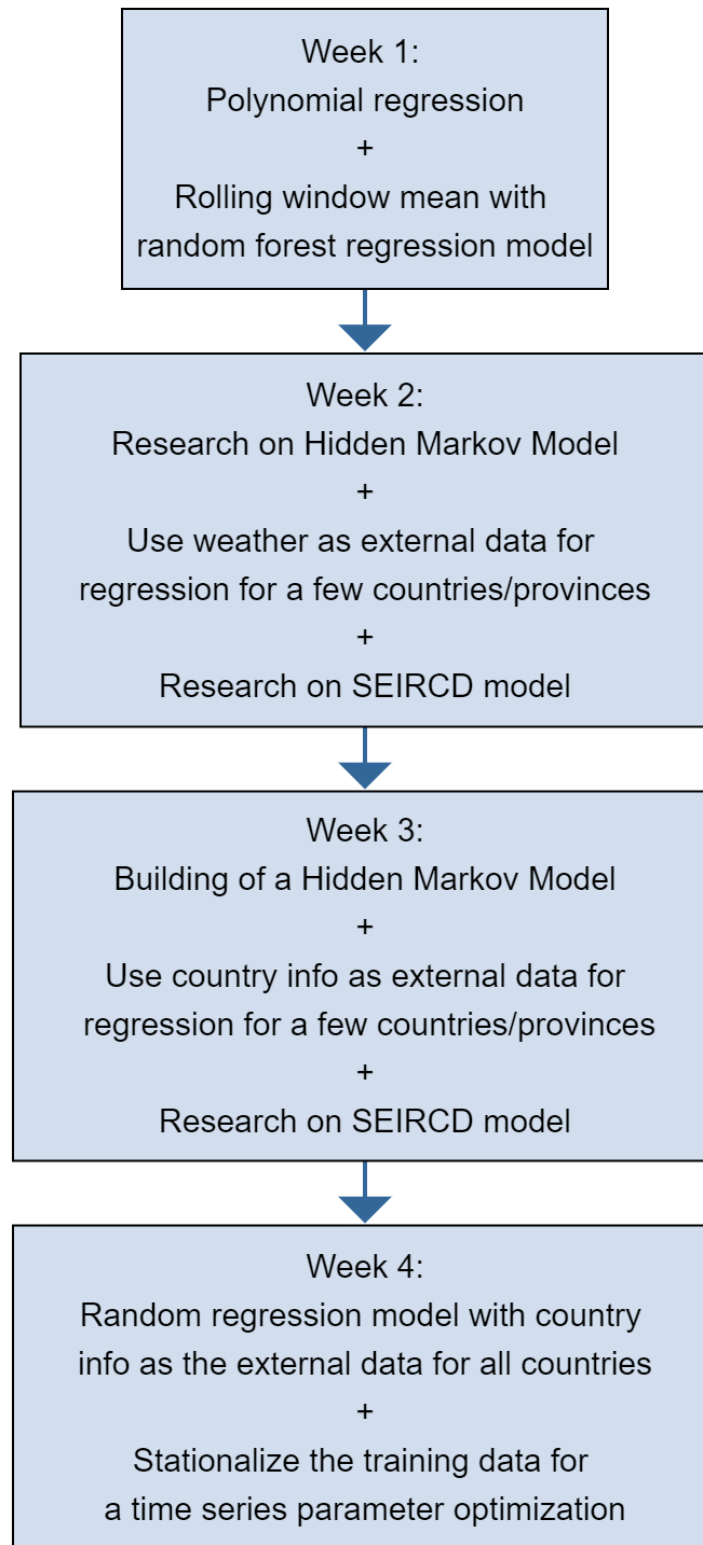 Week 1:
Polynomial regression
+
Rolling window mean with
random forest regression model
Week 2:
Research on Hidden Markov Model
+
Use weather as external data for
regression for a few countries/provinces
+
Research on SEIRCD model
Week 3:
Building of a Hidden Markov Model
+
Use country info as external data for
regression for a few countries/provinces
+
Research on SEIRCD model
Week 4:
Random regression model with country
info as the external data for all countries
+
Stationalize the training data for
a time series parameter optimization